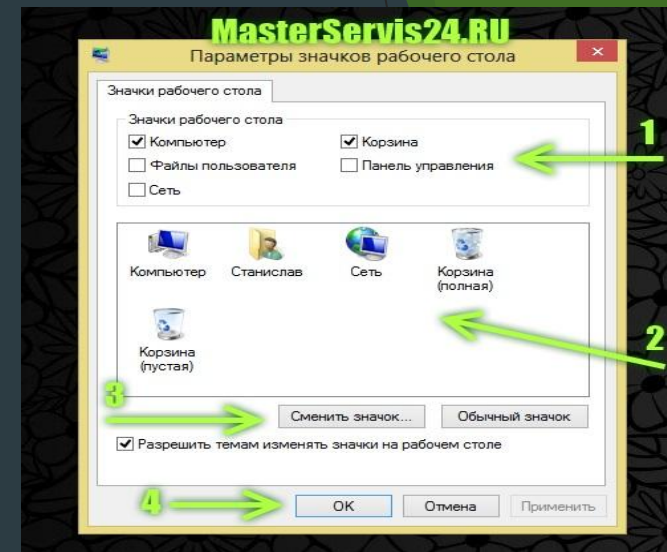 MasterServis24.RU
Параметры значков рабочего стола
Значки рабочего стола
Значки рабочего стола
Компьютер Корзина
1
Файлы пользователя Панель управления
Сеть
Компьютер Станислав Сеть Корзина
(полная)
2
Корзина
(пустая)
3
Сменить значок... Обычный значок
Разрешить темам изменять значки на рабочем столе
4
OK Отмена Применить